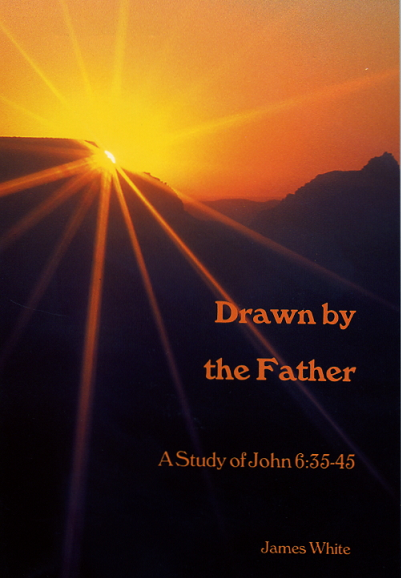 Drawn by
the Father
A Study of John 6:35-45
James White